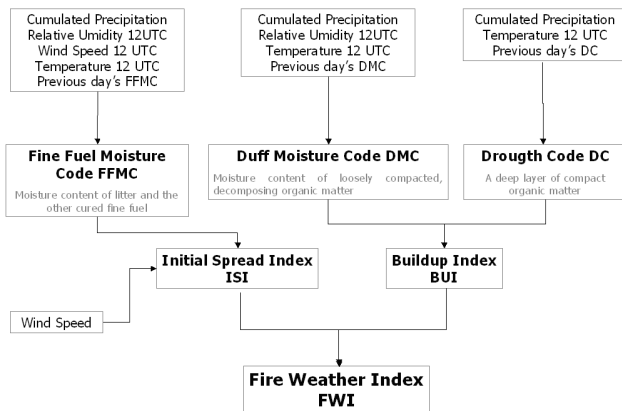 Cumulated Precipitation
Relative Umidity 12UTC
Wind Speed 12 UTC
Temperature 12 UTC
Previous day's FFMC
Cumulated Precipitation
Relative Umidity 12UTC
Temperature 12 UTC
Previous day's DMC
Cumulated Precipitation
Temperature 12 UTC
Previous day's DC
Fine Fuel Moisture
Code FFMC
Moisture content of litter and the
other cured fine fuel
Duff Moisture Code DMC
Moisture content of loosely compacted,
decomposing organic matter
Drougth Code DC
A deep layer of compact
organic matter
Initial Spread Index
ISI
Buildup Index
BUI
Wind Speed
Fire Weather Index
FWI